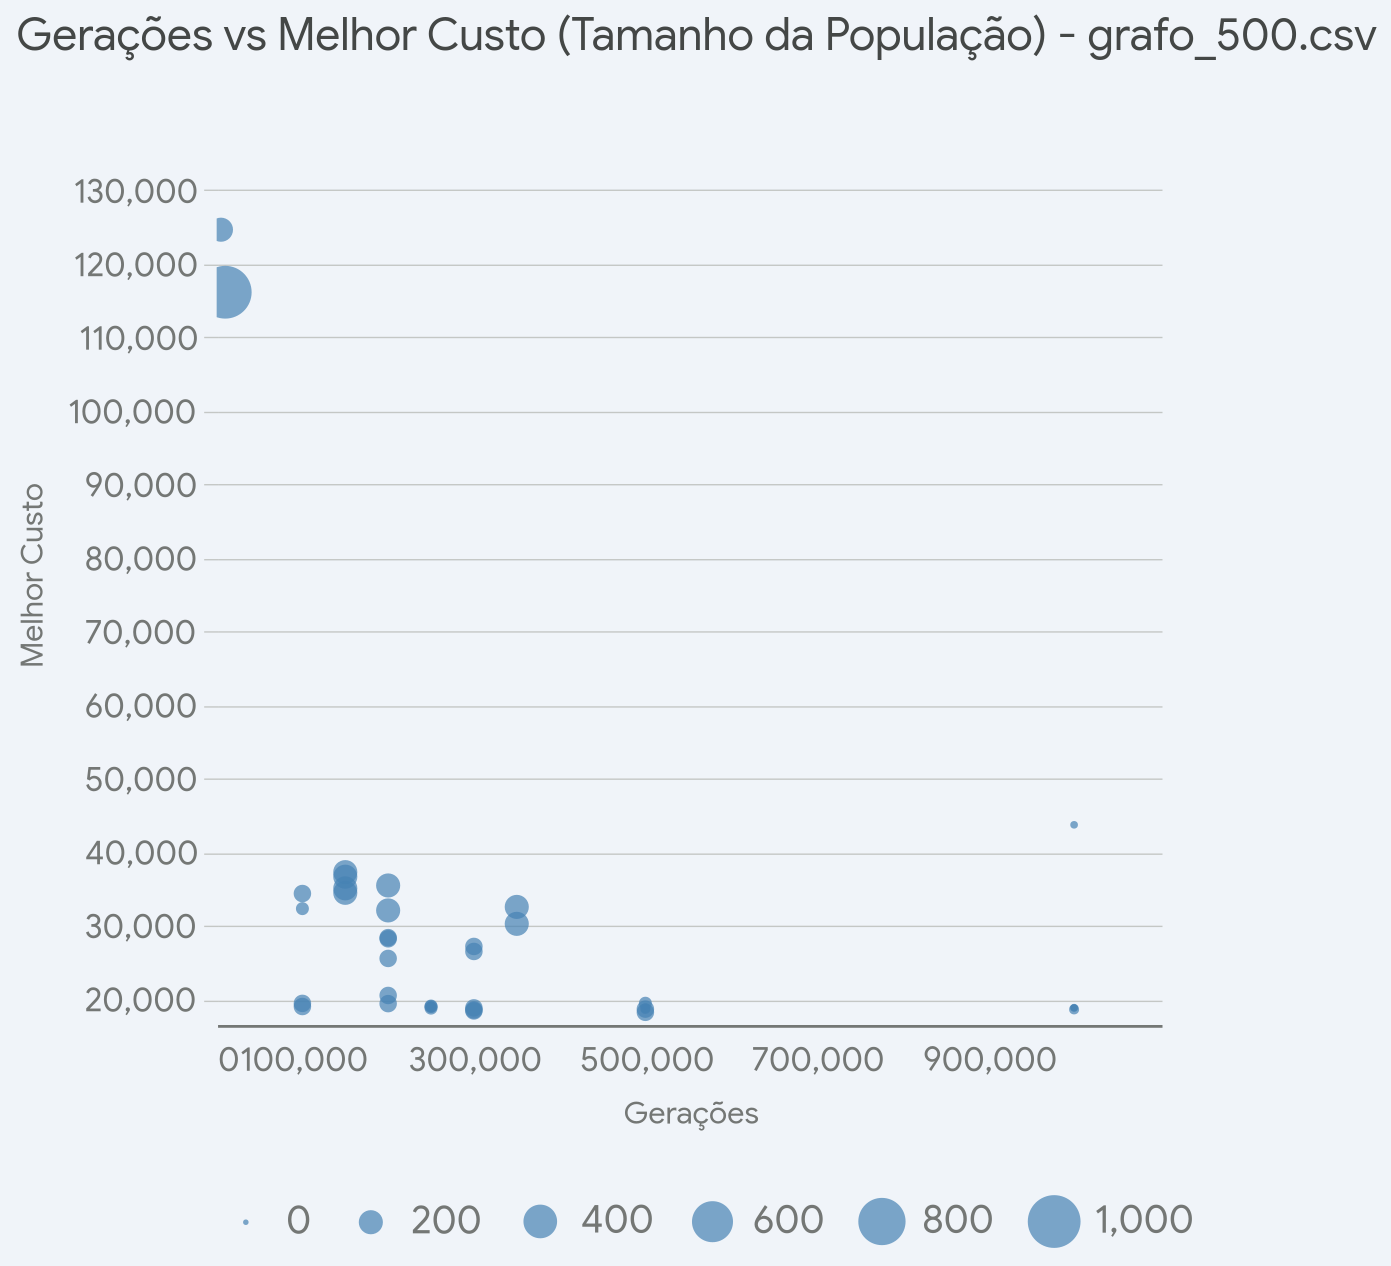 Gerações vs Melhor Custo (Tamanho da População) - grafo_500.csv
130,000
120,000
110,000
100,000
90,000
80,000
70,000
60,000
50,000
40,000
30,000
20,000
Melhor Custo
0 100,000 300,000 500,000 700,000 900,000
Gerações
0 200 400 600 800 1,000